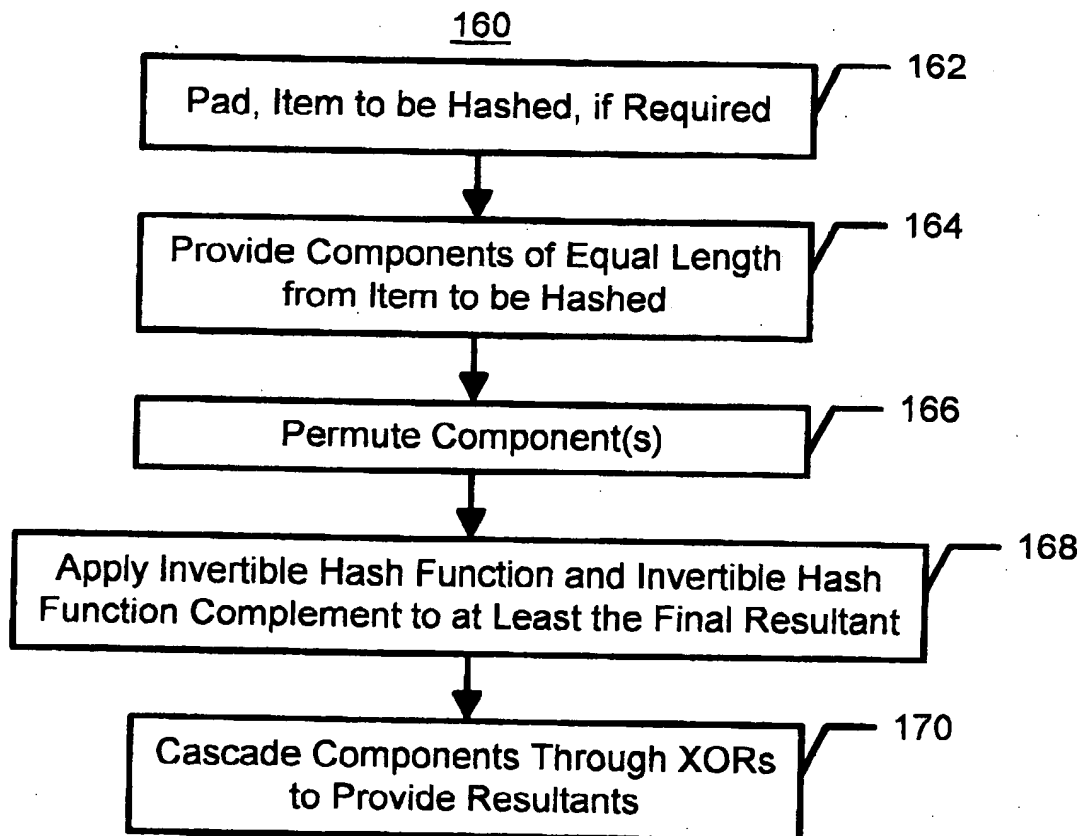 160
Pad, Item to be Hashed, if Required
162
Provide Components of Equal Length
from Item to be Hashed
164
Permute Component(s)
166
Apply Invertible Hash Function and Invertible Hash
Function Complement to at Least the Final Resultant
168
Cascade Components Through XORs
to Provide Resultants
170